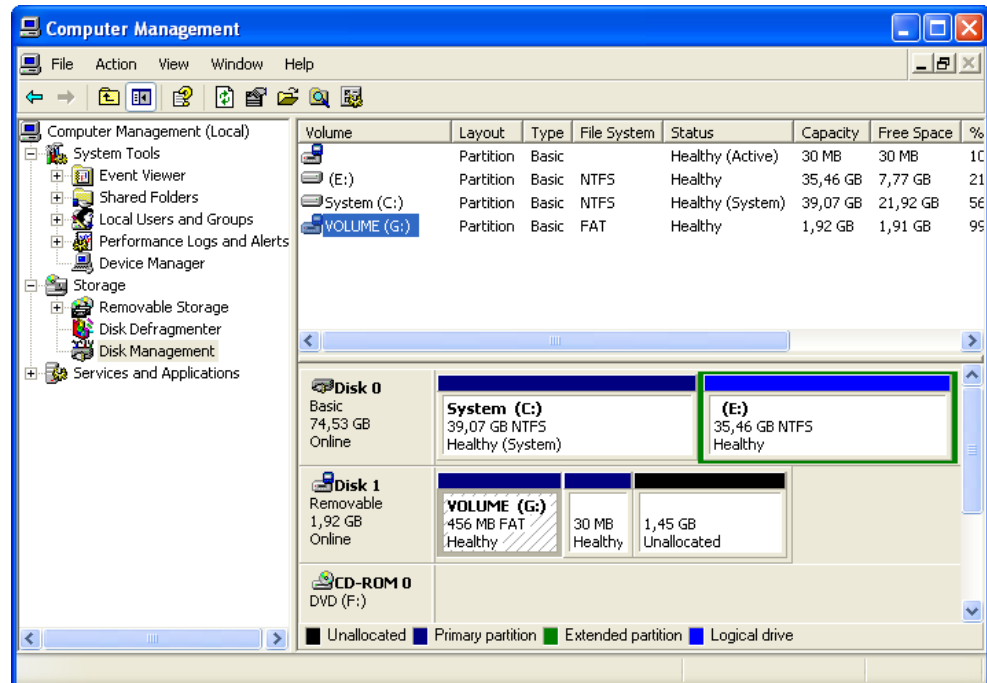 Computer Management
File Action View Window Help
Computer Management (Local)
System Tools
Event Viewer
Shared Folders
Local Users and Groups
Performance Logs and Alerts
Device Manager
Storage
Removable Storage
Disk Defragmenter
Disk Management
Services and Applications
Volume Layout Type File System Status Capacity Free Space %
Partition Basic Healthy (Active) 30 MB 30 MB 10
(E:) Partition Basic NTFS Healthy 35,46 GB 7,77 GB 21
System (C:) Partition Basic NTFS Healthy (System) 39,07 GB 21,92 GB 56
VOLUME (G:) Partition Basic FAT Healthy 1,92 GB 1,91 GB 99
Disk 0
Basic
74,53 GB
Online
System (C:)
39,07 GB NTFS
Healthy (System)
(E:)
35,46 GB NTFS
Healthy
Disk 1
Removable
1,92 GB
Online
VOLUME (G:)
456 MB FAT
Healthy
30 MB
Healthy
1,45 GB
Unallocated
CD-ROM 0
DVD (F:)
Unallocated Primary partition Extended partition Logical drive